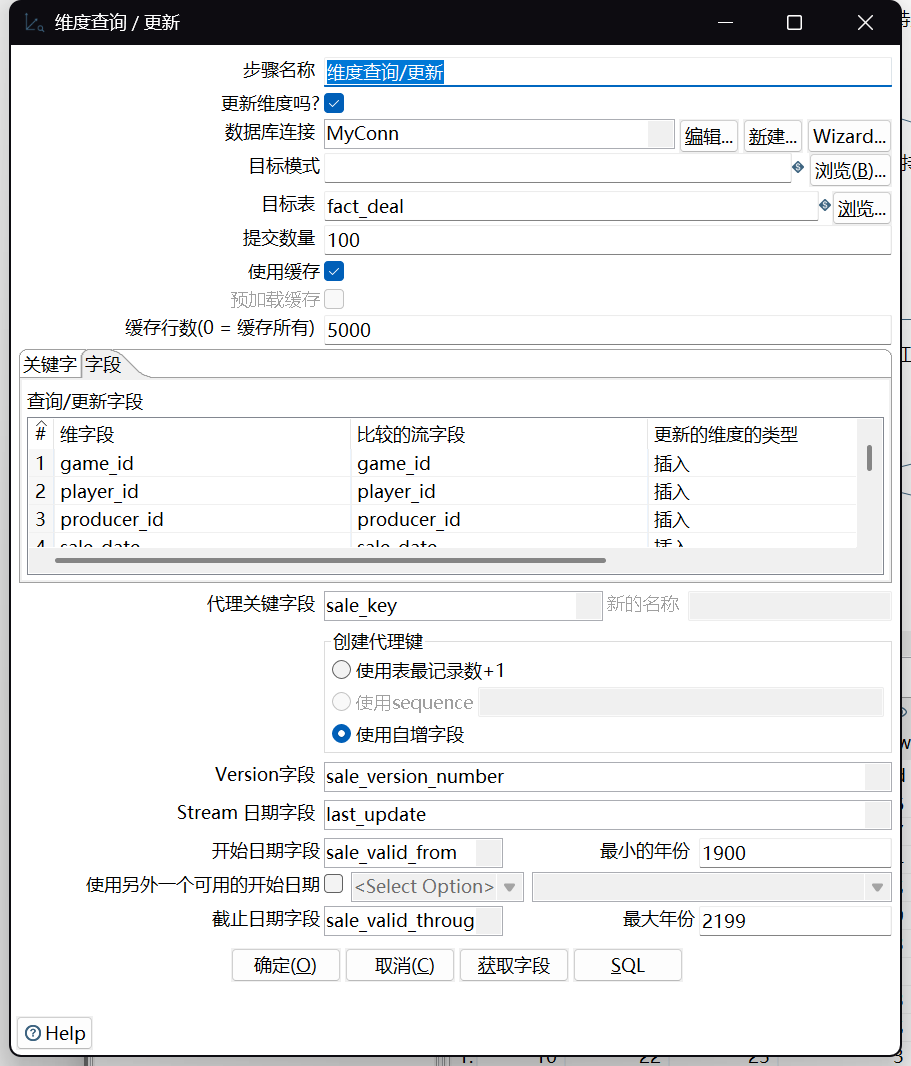 维度查询 / 更新
步骤名称 维度查询/更新
更新维度吗?
数据库连接 MyConn 编辑... 新建... Wizard...
目标模式 浏览(B)...
目标表 fact_deal 浏览...
提交数量 100
使用缓存
预加载缓存
缓存行数(0 = 缓存所有) 5000
关键字 字段
查询/更新字段
# 维字段 比较的流字段 更新的维度的类型
1 game_id game_id 插入
2 player_id player_id 插入
3 producer_id producer_id 插入
4 sale_date sale_date 插入
代理关键字段 sale_key 新的名称
创建代理键
使用表最记录数+1
使用sequence
使用自增字段
Version字段 sale_version_number
Stream 日期字段 last_update
开始日期字段 sale_valid_from 最小的年份 1900
使用另外一个可用的开始日期 <Select Option>
截止日期字段 sale_valid_throug 最大年份 2199
确定(O) 取消(C) 获取字段 SQL
Help